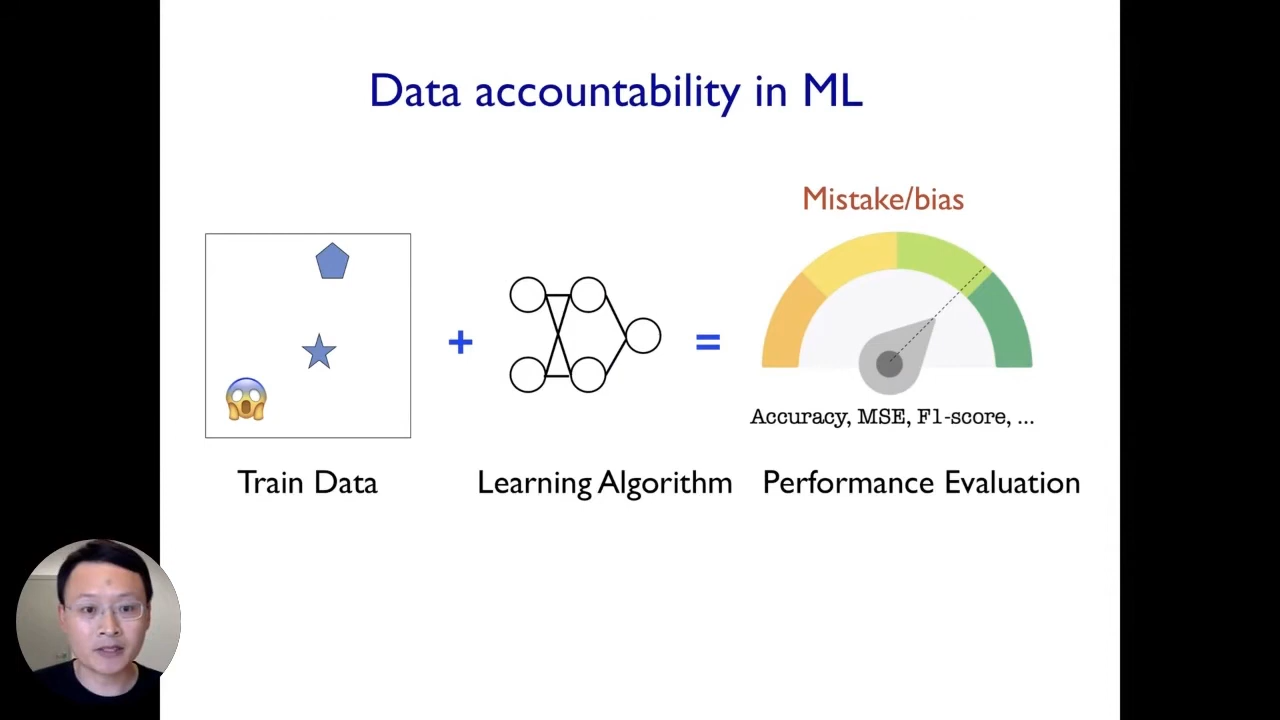 Data accountability in ML
Mistake/bias
+
=
Accuracy, MSE, F1-score, ...
Train Data
Learning Algorithm
Performance Evaluation